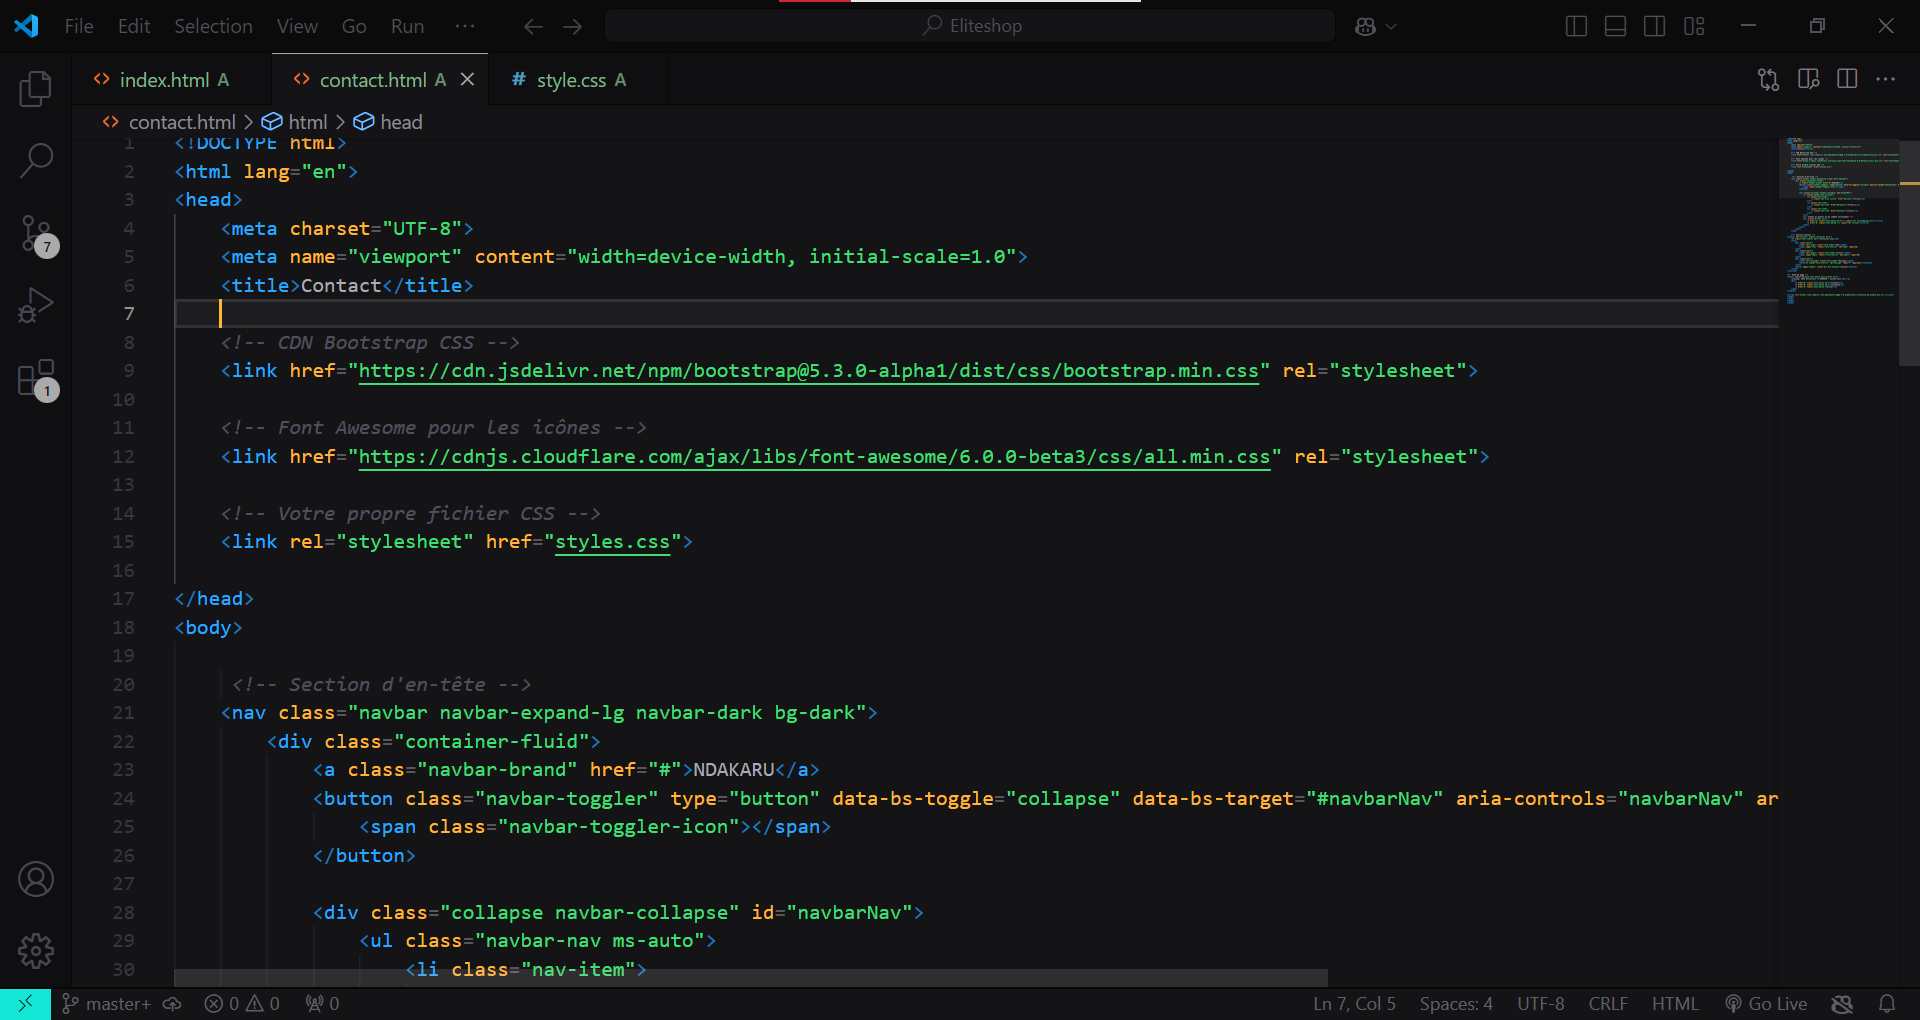 File Edit Selection View Go Run ··· Eliteshop
index.html A contact.html A # style.css A
contact.html > html > head
7
1
1 <!DOCTYPE html>
2 <html lang="en">
3 <head>
4 <meta charset="UTF-8">
5 <meta name="viewport" content="width=device-width, initial-scale=1.0">
6 <title>Contact</title>
7
8 <!-- CDN Bootstrap CSS -->
9 <link href="https://cdn.jsdelivr.net/npm/bootstrap@5.3.0-alpha1/dist/css/bootstrap.min.css" rel="stylesheet">
10
11 <!-- Font Awesome pour les icônes -->
12 <link href="https://cdnjs.cloudflare.com/ajax/libs/font-awesome/6.0.0-beta3/css/all.min.css" rel="stylesheet">
13
14 <!-- Votre propre fichier CSS -->
15 <link rel="stylesheet" href="styles.css">
16
17 </head>
18 <body>
19
20 <!-- Section d'en-tête -->
21 <nav class="navbar navbar-expand-lg navbar-dark bg-dark">
22 <div class="container-fluid">
23 <a class="navbar-brand" href="#">NDAKARU</a>
24 <button class="navbar-toggler" type="button" data-bs-toggle="collapse" data-bs-target="#navbarNav" aria-controls="navbarNav" ar
25 <span class="navbar-toggler-icon"></span>
26 </button>
27
28 <div class="collapse navbar-collapse" id="navbarNav">
29 <ul class="navbar-nav ms-auto">
30 <li class="nav-item">
master+ 0 0 0 Ln 7, Col 5 Spaces: 4 UTF-8 CRLF HTML Go Live